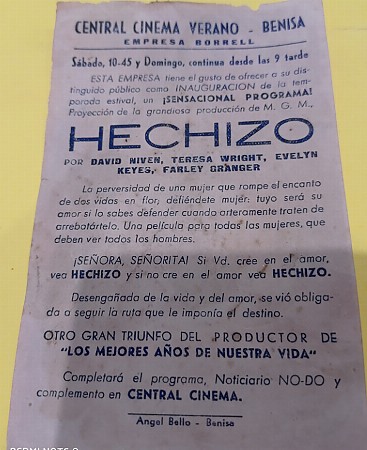 CENTRAL CINEMA VERANO - BENISA
EMPRESA BORRELL
Sábado, 10-45 y Domingo, continua desde las 9 tarde
ESTA EMPRESA tiene el gusto de ofrecer a su dis-
tinguido público como INAUGURACION de la tem-
porada estival, un ¡SENSACIONAL PROGRAMA!
Proyección de la grandiosa producción de M. G. M.,
HECHIZO
POR DAVID NIVEN, TERESA WRIGHT, EVELYN
KEYES, FARLEY GRANGER
La perversidad de una mujer que rompe el encanto
de dos vidas en flor; defiéndete mujer: tuyo será su
amor si lo sabes defender cuando arteramente traten de
arrebatártelo. Una película para todas las mujeres, que
deben ver todos los hombres.
¡SEÑORA, SEÑORITA! Si Vd. cree en el amor,
vea HECHIZO y si no cre en el amor vea HECHIZO.
Desengañada de la vida y del amor, se vió obliga-
da a seguir la ruta que le imponía el destino.
OTRO GRAN TRIUNFO DEL PRODUCTOR DE
"LOS MEJORES AÑOS DE NUESTRA VIDA"
Completará el programa, Noticiario NO-DO y
complemento en CENTRAL CINEMA.
Angel Bello - Benisa